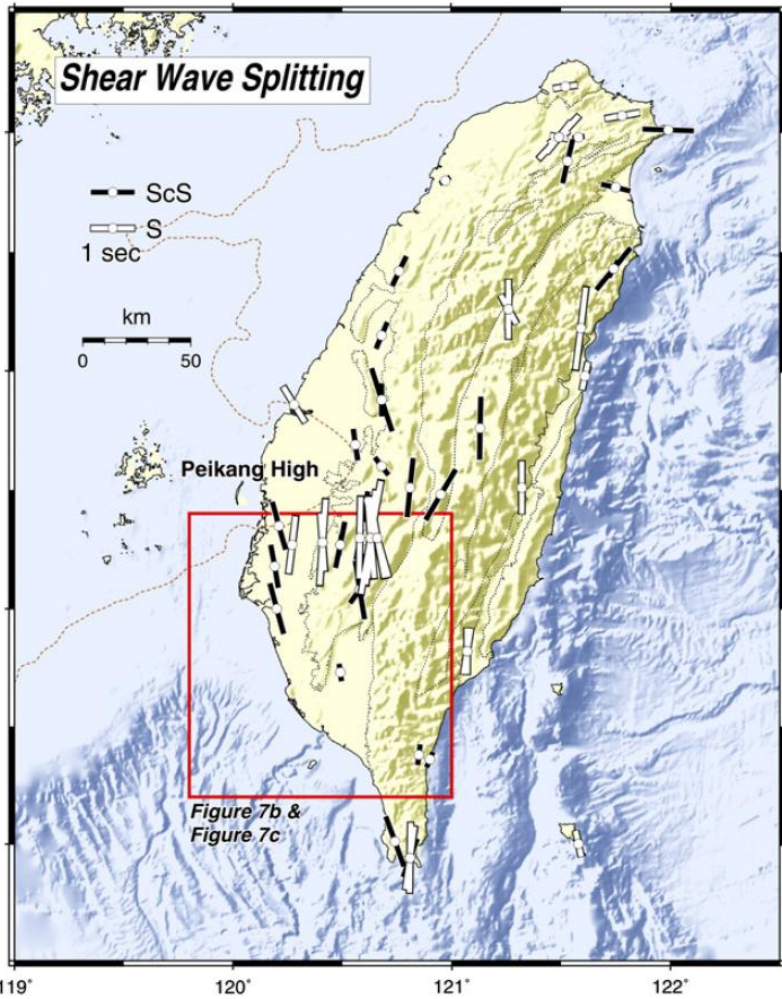 Shear Wave Splitting
ScS
S
1 sec
km
0 50
Peikang High
Figure 7b &
Figure 7c
119° 120° 121° 122°